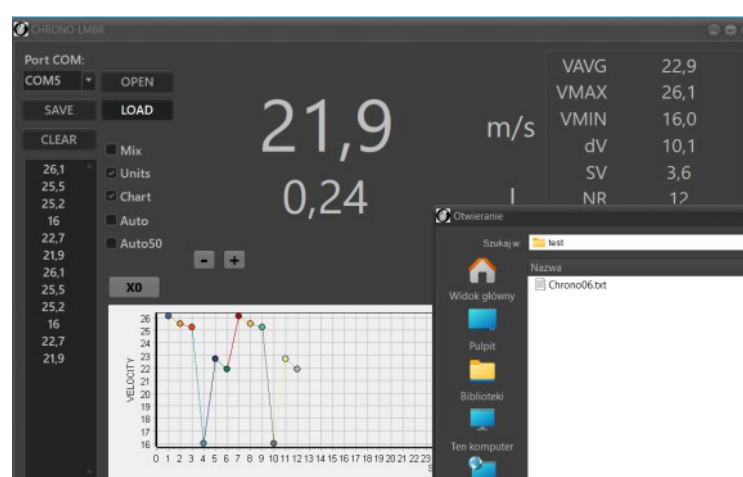 CHRONO-LMBR
Port COM:
COM5 OPEN
SAVE LOAD
CLEAR
26,1
25,5
25,2
16
22,7
21,9
26,1
25,5
25,2
16
22,7
21,9
Mix
Units
Chart
Auto
Auto50
- +
X0
21,9 m/s
0,24
VAVG 22,9
VMAX 26,1
VMIN 16,0
dV 10,1
SV 3,6
NR 12
VELOCITY
26
25
24
23
22
21
20
19
18
17
16
0 1 2 3 4 5 6 7 8 9 10 11 12 13 14 15 16 17 18 19 20 21 22 23
Otwieranie
Szukaj w: test
Widok główny
Pulpit
Biblioteki
Ten komputer
Nazwa
Chrono06.txt